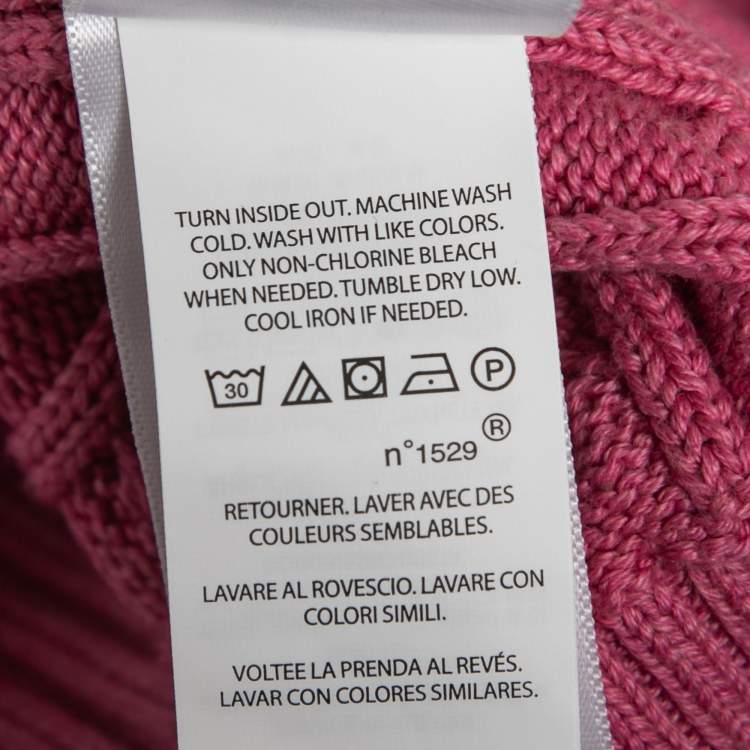 TURN INSIDE OUT. MACHINE WASH
COLD. WASH WITH LIKE COLORS.
ONLY NON-CHLORINE BLEACH
WHEN NEEDED. TUMBLE DRY LOW.
COOL IRON IF NEEDED.
30 P
n°1529 ®
RETOURNER. LAVER AVEC DES
COULEURS SEMBLABLES.
LAVARE AL ROVESCIO. LAVARE CON
COLORI SIMILI.
VOLTEE LA PRENDA AL REVÉS.
LAVAR CON COLORES SIMILARES.